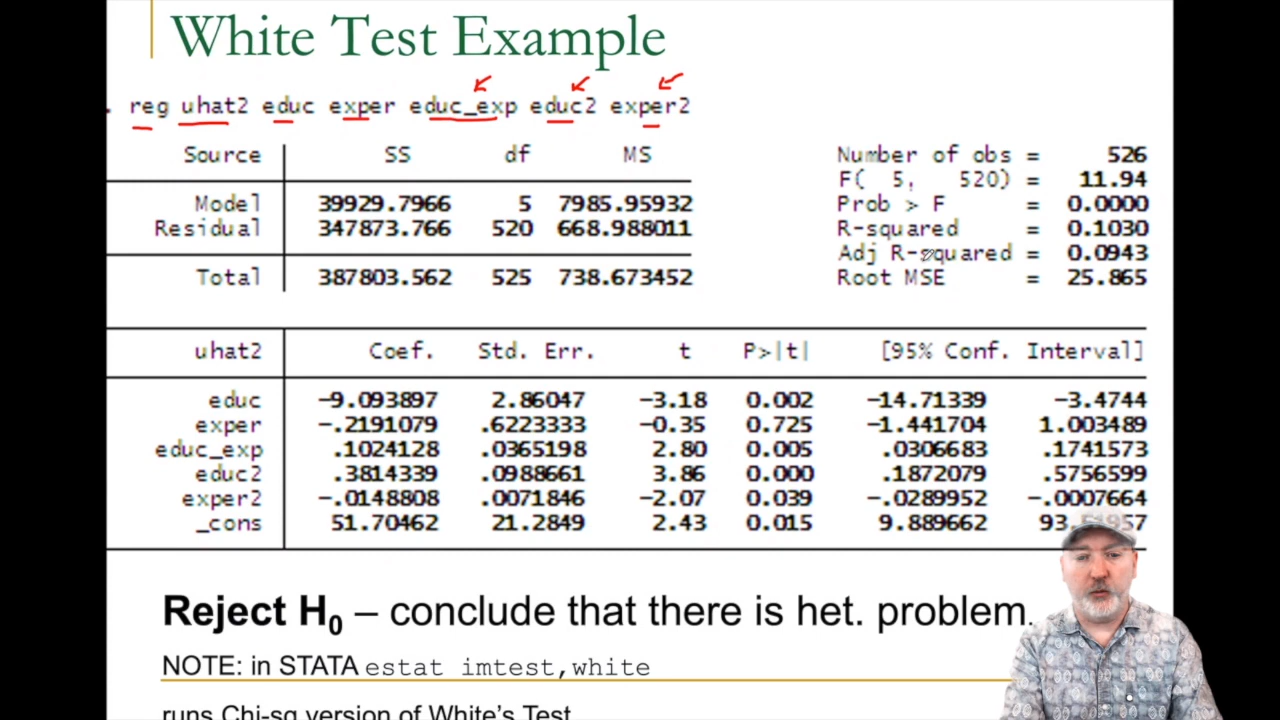 White Test Example
. reg uhat2 educ exper educ_exp educ2 exper2
Source SS df MS
Model 39929.7966 5 7985.95932
Residual 347873.766 520 668.988011
Total 387803.562 525 738.673452
Number of obs = 526
F( 5, 520) = 11.94
Prob > F = 0.0000
R-squared = 0.1030
Adj R-squared = 0.0943
Root MSE = 25.865
uhat2 Coef. Std. Err. t P>|t| [95% Conf. Interval]
educ -9.093897 2.86047 -3.18 0.002 -14.71339 -3.4744
exper -.2191079 .6223333 -0.35 0.725 -1.441704 1.003489
educ_exp .1024128 .0365198 2.80 0.005 .0306683 .1741573
educ2 .3814339 .0988661 3.86 0.000 .1872079 .5756599
exper2 -.0148808 .0071846 -2.07 0.039 -.0289952 -.0007664
_cons 51.70462 21.2849 2.43 0.015 9.889662
Reject H0 – conclude that there is het. problem.
NOTE: in STATA estat imtest,white
runs Chi-sq version of White's Test